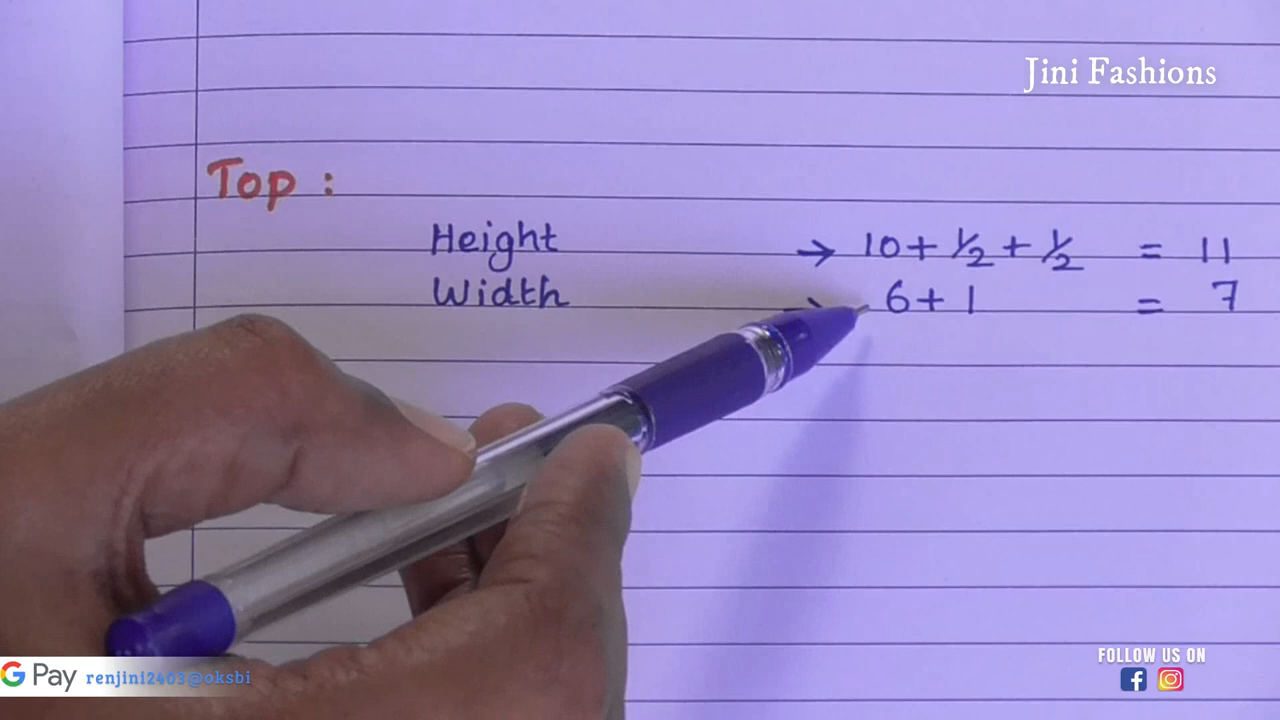 Jini Fashions
Top :
Height → 10 + 1/2 + 1/2 = 11
Width → 6 + 1 = 7
G Pay renjini2403@oksbi
FOLLOW US ON